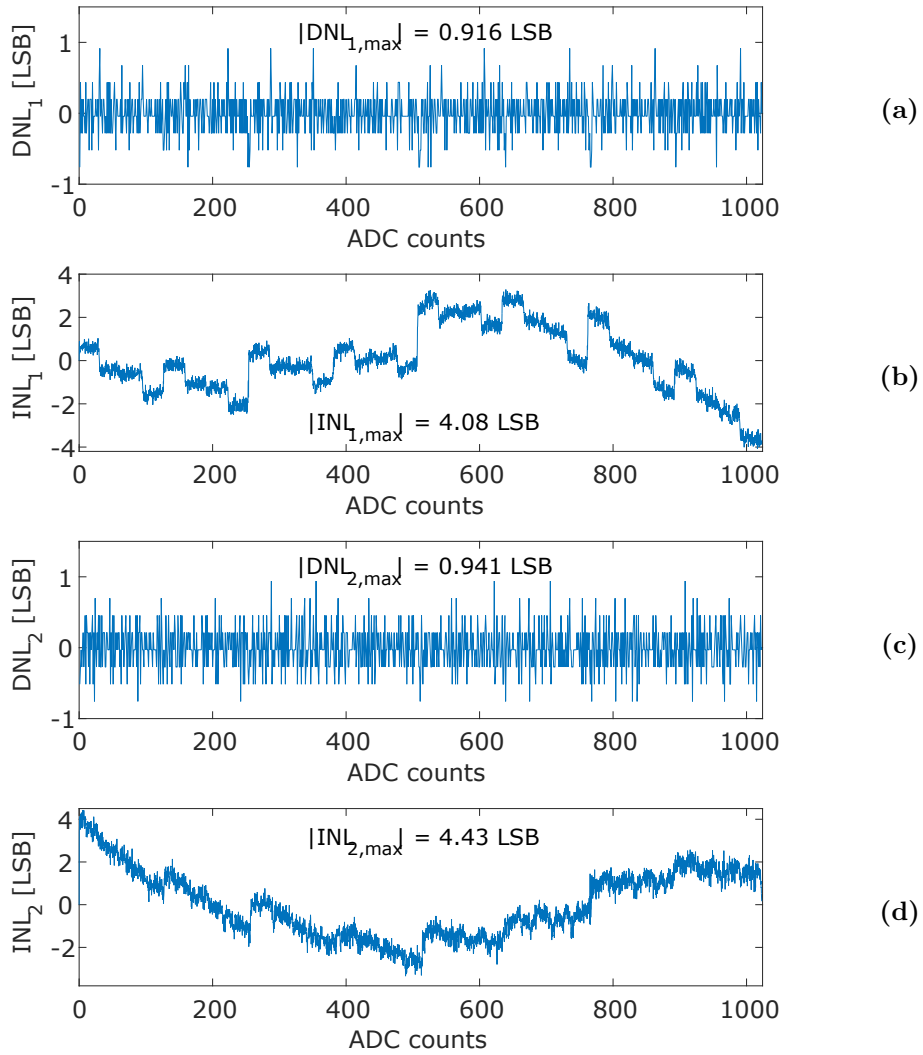 |DNL1,max| = 0.916 LSB
DNL1 [LSB]
1
0
-1
0 200 400 600 800 1000
ADC counts
(a)
|INL1,max| = 4.08 LSB
INL1 [LSB]
4
2
0
-2
-4
0 200 400 600 800 1000
ADC counts
(b)
|DNL2,max| = 0.941 LSB
DNL2 [LSB]
1
0
-1
0 200 400 600 800 1000
ADC counts
(c)
|INL2,max| = 4.43 LSB
INL2 [LSB]
4
2
0
-2
0 200 400 600 800 1000
ADC counts
(d)